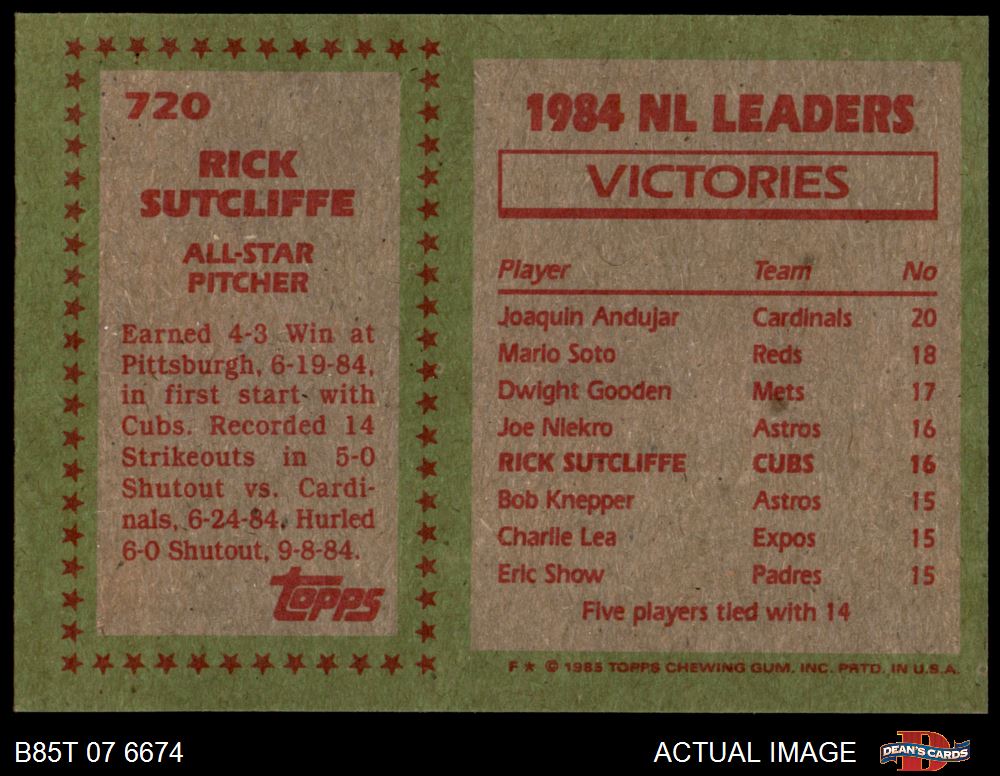 720
RICK
SUTCLIFFE
ALL-STAR
PITCHER
Earned 4-3 Win at
Pittsburgh, 6-19-84,
in first start with
Cubs. Recorded 14
Strikeouts in 5-0
Shutout vs. Cardi-
nals, 6-24-84. Hurled
6-0 Shutout, 9-8-84.
topps
1984 NL LEADERS
VICTORIES
Player Team No
Joaquin Andujar Cardinals 20
Mario Soto Reds 18
Dwight Gooden Mets 17
Joe Niekro Astros 16
RICK SUTCLIFFE CUBS 16
Bob Knepper Astros 15
Charlie Lea Expos 15
Eric Show Padres 15
Five players tied with 14
F ★ © 1985 TOPPS CHEWING GUM, INC. PRTD. IN U.S.A.
B85T 07 6674
ACTUAL IMAGE
D
DEAN'S CARDS